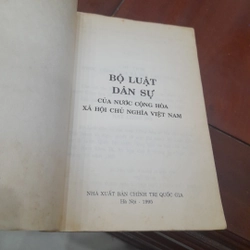 BỘ LUẬT
DÂN SỰ
CỦA NƯỚC CỘNG HÒA
XÃ HỘI CHỦ NGHĨA VIỆT NAM
NHÀ XUẤT BẢN CHÍNH TRỊ QUỐC GIA
Hà Nội - 1995